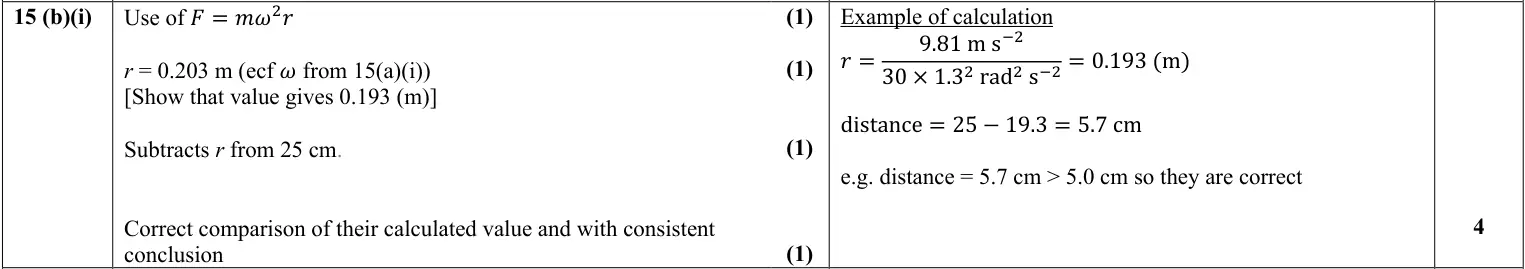 15 (b)(i)
Use of F = mω²r (1)
r = 0.203 m (ecf ω from 15(a)(i)) (1)
[Show that value gives 0.193 (m)]
Subtracts r from 25 cm. (1)
Correct comparison of their calculated value and with consistent
conclusion (1)
Example of calculation
r = 9.81 m s⁻² / 30 × 1.3² rad² s⁻² = 0.193 (m)
distance = 25 − 19.3 = 5.7 cm
e.g. distance = 5.7 cm > 5.0 cm so they are correct
4